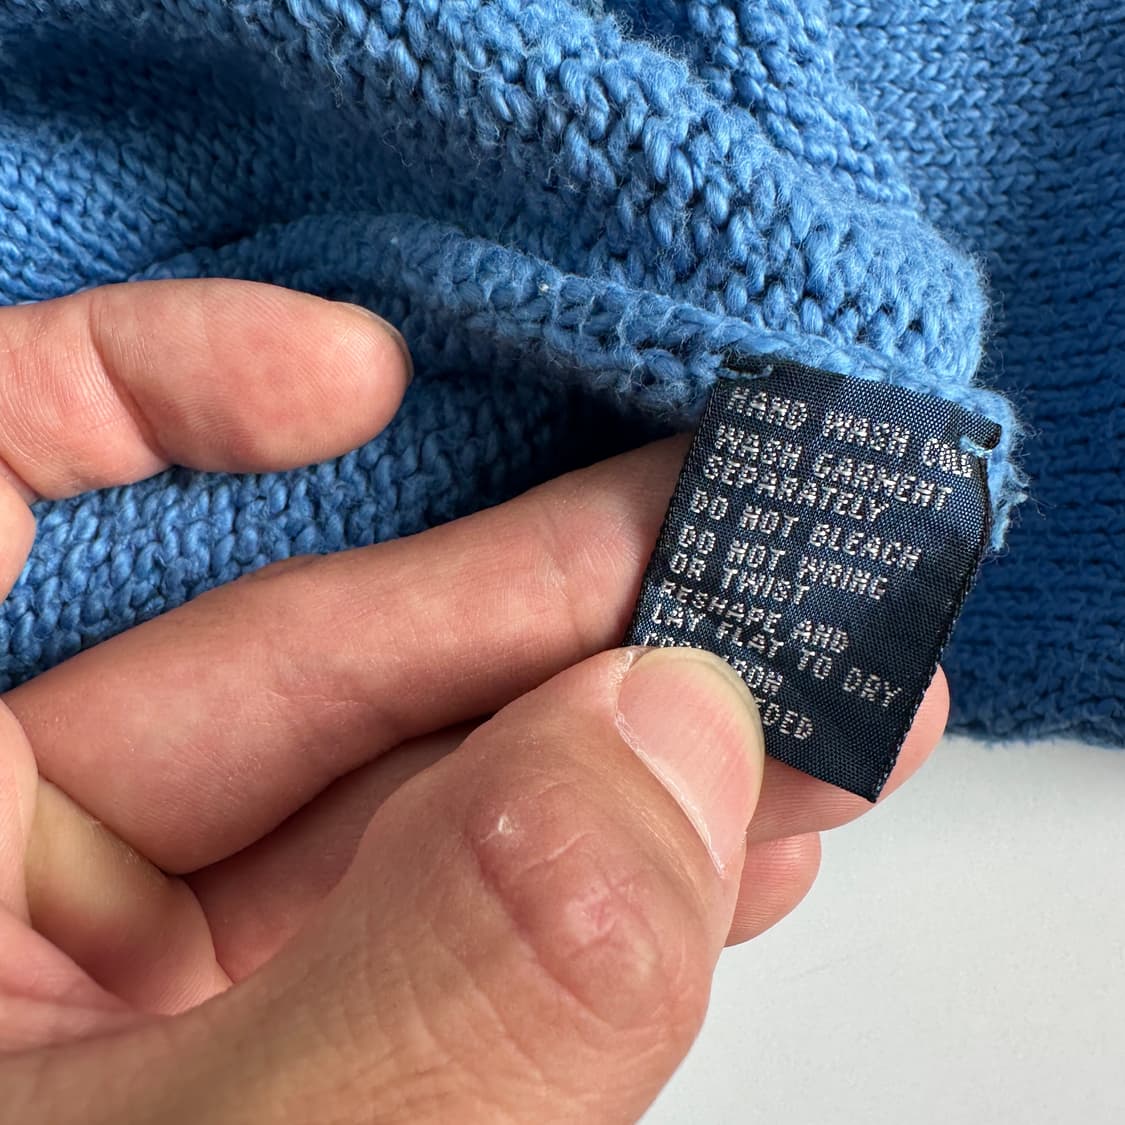 HAND WASH
WASH GARMENT
SEPARATELY
DO NOT BLEACH
DO NOT WRING
OR TWIST
RESHAPE AND
LAY FLAT TO DRY